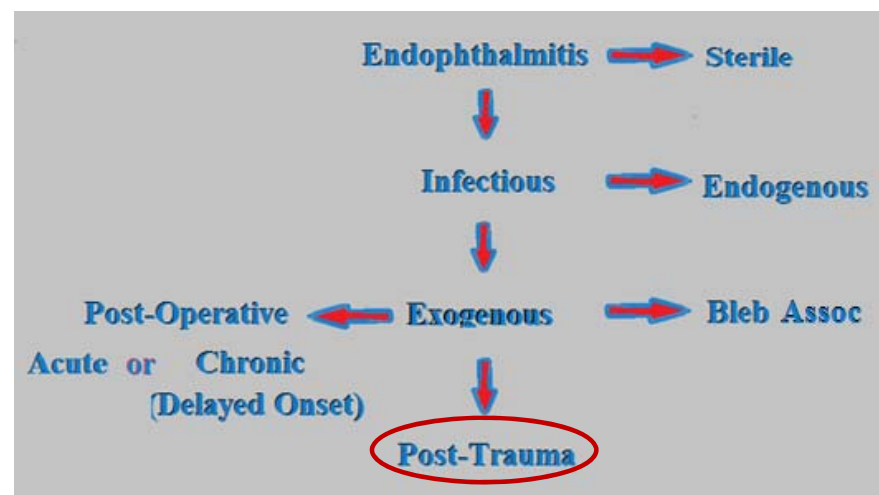 Endophthalmitis Sterile
Infectious Endogenous
Post-Operative Exogenous Bleb Assoc
Acute or Chronic
(Delayed Onset)
Post-Trauma